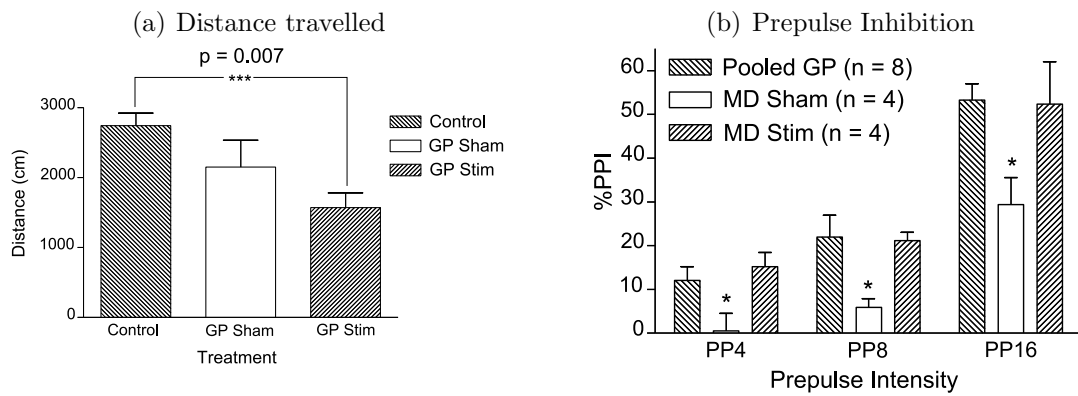 (a) Distance travelled
p = 0.007
***
3000
2000
1000
0
Distance (cm)
Control
GP Sham
GP Stim
Control
GP Sham
GP Stim
Treatment
(b) Prepulse Inhibition
60
50
40
30
20
10
0
%PPI
Pooled GP (n = 8)
MD Sham (n = 4)
MD Stim (n = 4)
*
*
*
PP4
PP8
PP16
Prepulse Intensity